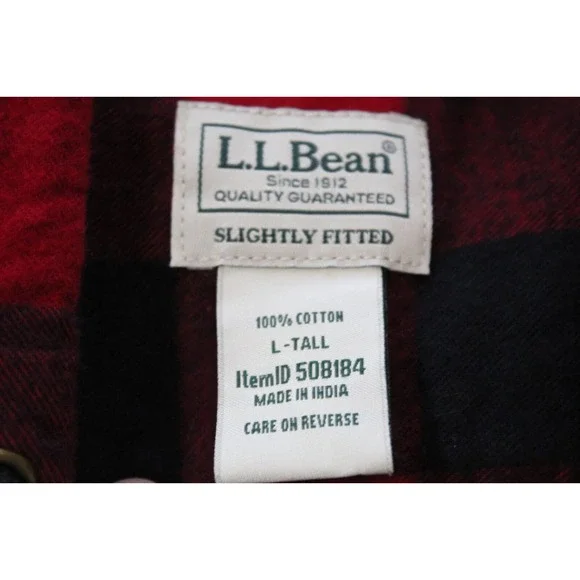 L.L.Bean®
Since 1912
QUALITY GUARANTEED
SLIGHTLY FITTED
100% COTTON
L-TALL
ItemID 508184
MADE IN INDIA
CARE ON REVERSE